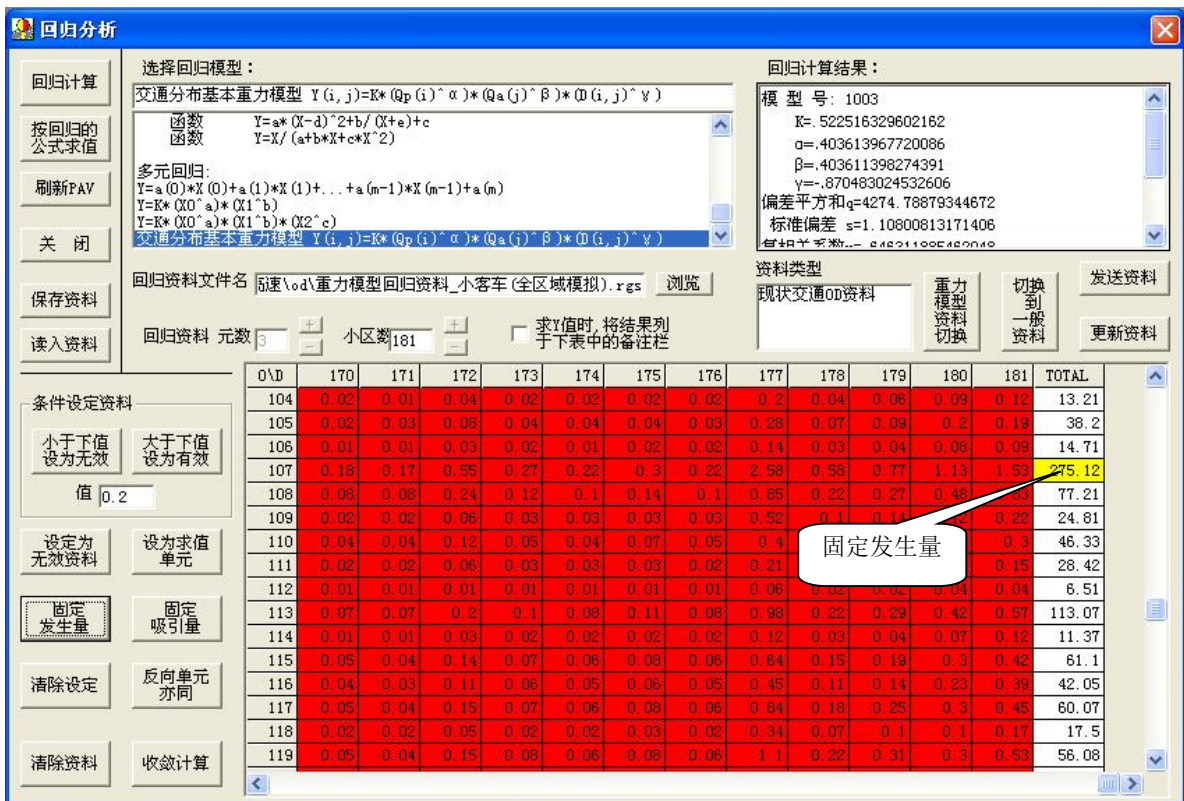 回归分析
回归计算
按回归的
公式求值
刷新PAV
关 闭
保存资料
读入资料
选择回归模型：
交通分布基本重力模型 Y(i,j)=K*(Qp(i)^α)*(Qa(j)^β)*(D(i,j)^γ)
函数 Y=a*(X-d)^2+b/(X+e)+c
函数 Y=X/(a+b*X+c*X^2)
多元回归:
Y=a(0)*X(0)+a(1)*X(1)+...+a(m-1)*X(m-1)+a(m)
Y=K*(X0^a)*(X1^b)
Y=K*(X0^a)*(X1^b)*(X2^c)
交通分布基本重力模型 Y(i,j)=K*(Qp(i)^α)*(Qa(j)^β)*(D(i,j)^γ)
回归计算结果：
模 型 号: 1003
K=.522516329602162
α=.403613967720086
β=.403611398274391
γ=-.870483024532606
偏差平方和q=4274.78879344672
标准偏差 s=1.10800813171406
回归资料文件名 \od\重力模型回归资料_小客车(全区域模拟).rgs 浏览
回归资料 元数 3 + - 小区数 181 + -
求Y值时,将结果列
于下表中的备注栏
资料类型
现状交通OD资料
重力
模型
资料
切换
切换
到
一般
资料
发送资料
更新资料
条件设定资料
小于下值
设为无效
大于下值
设为有效
值 0.2
设定为
无效资料
设为求值
单元
固定
发生量
固定
吸引量
清除设定
反向单元
亦同
清除资料
收敛计算
O\D 170 171 172 173 174 175 176 177 178 179 180 181 TOTAL
104 0.02 0.01 0.04 0.02 0.02 0.02 0.02 0.2 0.04 0.06 0.09 0.12 13.21
105 0.02 0.03 0.08 0.04 0.04 0.04 0.03 0.28 0.07 0.09 0.2 0.19 38.2
106 0.01 0.01 0.03 0.02 0.01 0.02 0.02 0.14 0.03 0.04 0.08 0.09 14.71
107 0.18 0.17 0.55 0.27 0.22 0.3 0.22 2.58 0.58 0.77 1.13 1.53 275.12
108 0.08 0.08 0.24 0.12 0.1 0.14 0.1 0.85 0.22 0.27 0.48 77.21
109 0.02 0.02 0.06 0.03 0.03 0.03 0.03 0.52 0.1 0.14 0.22 24.81
110 0.04 0.04 0.12 0.05 0.04 0.07 0.05 0.4 0.3 46.33
固定发生量
111 0.02 0.02 0.06 0.03 0.03 0.03 0.02 0.21 0.15 28.42
112 0.01 0.01 0.01 0.01 0.01 0.01 0.01 0.06 0.02 0.02 0.04 0.04 6.51
113 0.07 0.07 0.2 0.1 0.08 0.11 0.08 0.98 0.22 0.29 0.42 0.57 113.07
114 0.01 0.01 0.03 0.02 0.02 0.02 0.02 0.12 0.03 0.04 0.07 0.12 11.37
115 0.05 0.04 0.14 0.07 0.06 0.08 0.06 0.64 0.15 0.19 0.3 0.42 61.1
116 0.04 0.03 0.11 0.06 0.05 0.06 0.05 0.45 0.11 0.14 0.23 0.39 42.05
117 0.05 0.04 0.15 0.07 0.06 0.08 0.06 0.84 0.18 0.25 0.3 0.45 60.07
118 0.02 0.02 0.05 0.02 0.02 0.03 0.02 0.34 0.07 0.1 0.1 0.17 17.5
119 0.05 0.04 0.15 0.08 0.06 0.08 0.06 1.1 0.22 0.31 0.3 0.53 56.08